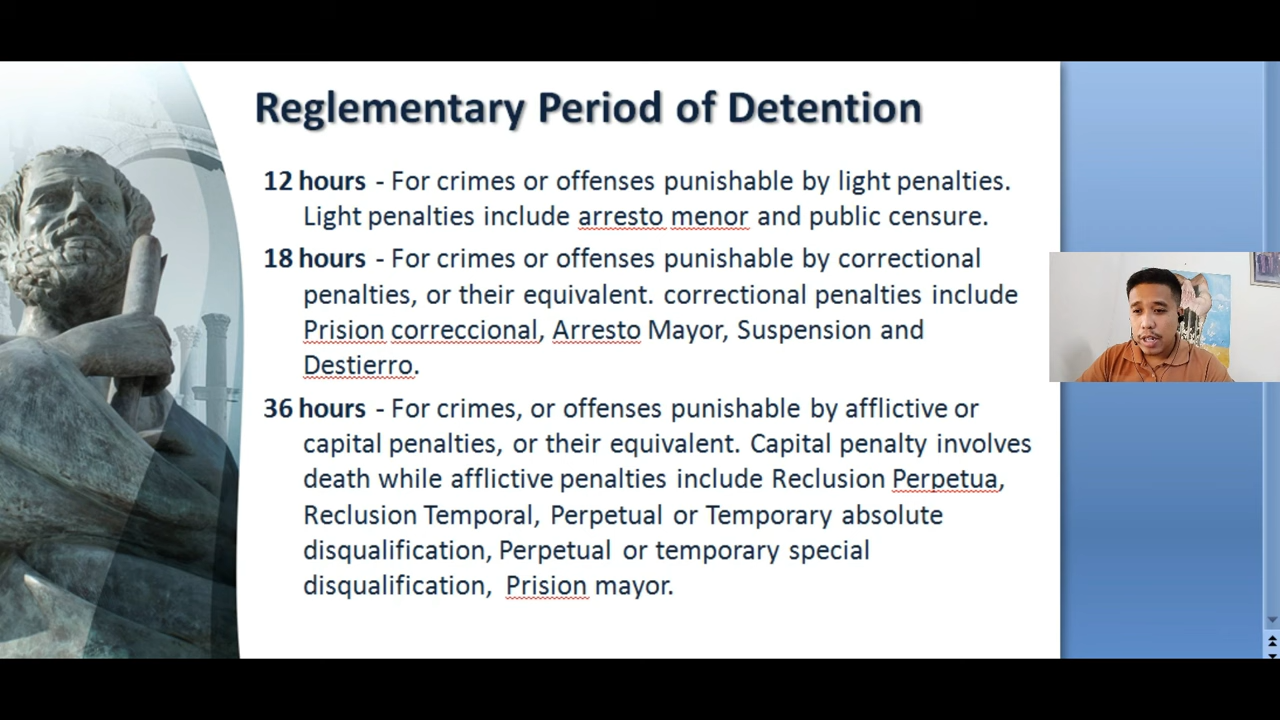 Reglementary Period of Detention
12 hours - For crimes or offenses punishable by light penalties.
Light penalties include arresto menor and public censure.
18 hours - For crimes or offenses punishable by correctional
penalties, or their equivalent. correctional penalties include
Prision correccional, Arresto Mayor, Suspension and
Destierro.
36 hours - For crimes, or offenses punishable by afflictive or
capital penalties, or their equivalent. Capital penalty involves
death while afflictive penalties include Reclusion Perpetua,
Reclusion Temporal, Perpetual or Temporary absolute
disqualification, Perpetual or temporary special
disqualification, Prision mayor.